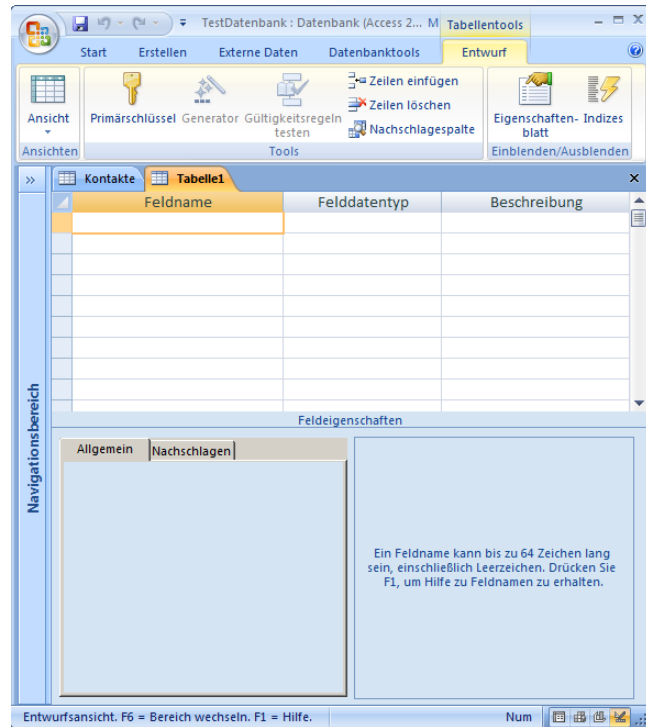 TestDatenbank : Datenbank (Access 2... M
Tabellentools
Start Erstellen Externe Daten Datenbanktools Entwurf
Ansicht
Primärschlüssel
Generator
Gültigkeitsregeln
testen
Zeilen einfügen
Zeilen löschen
Nachschlagespalte
Eigenschaften-
blatt
Indizes
Ansichten
Tools
Einblenden/Ausblenden
Kontakte
Tabelle1
Feldname Felddatentyp Beschreibung
Navigationsbereich
Feldeigenschaften
Allgemein Nachschlagen
Ein Feldname kann bis zu 64 Zeichen lang
sein, einschließlich Leerzeichen. Drücken Sie
F1, um Hilfe zu Feldnamen zu erhalten.
Entwurfsansicht. F6 = Bereich wechseln. F1 = Hilfe.
Num